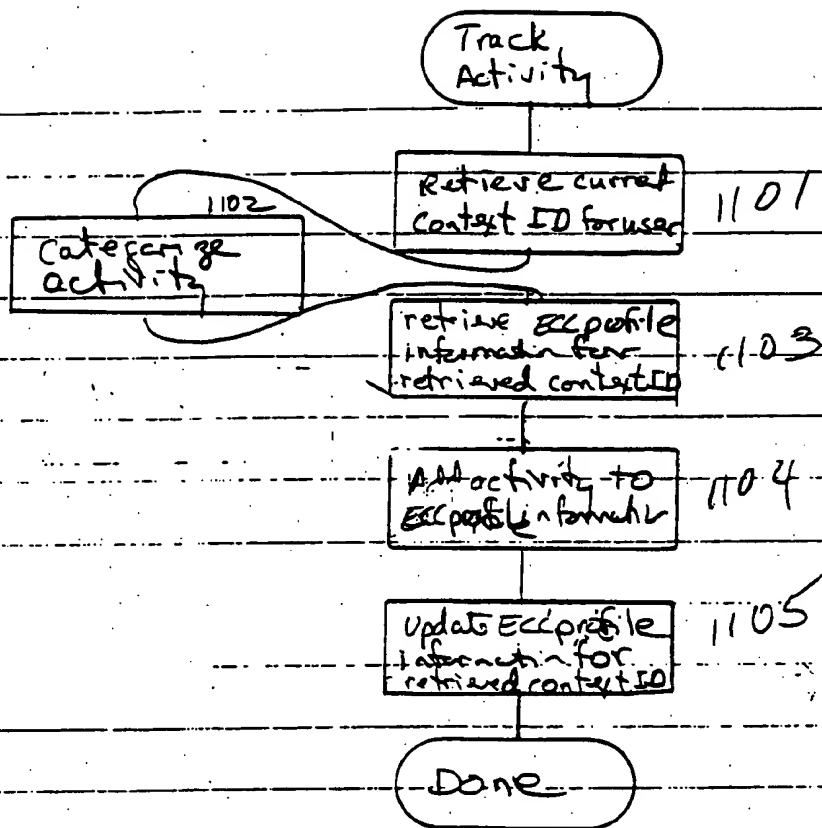 Track
Activity
Retrieve current
Context ID for user
1101
1102
Categorize
activity
retrieve ECC profile
information for
retrieved context ID
1103
Add activity to
ECC profile information
1104
update ECC profile
information for
retrieved context ID
1105
Done